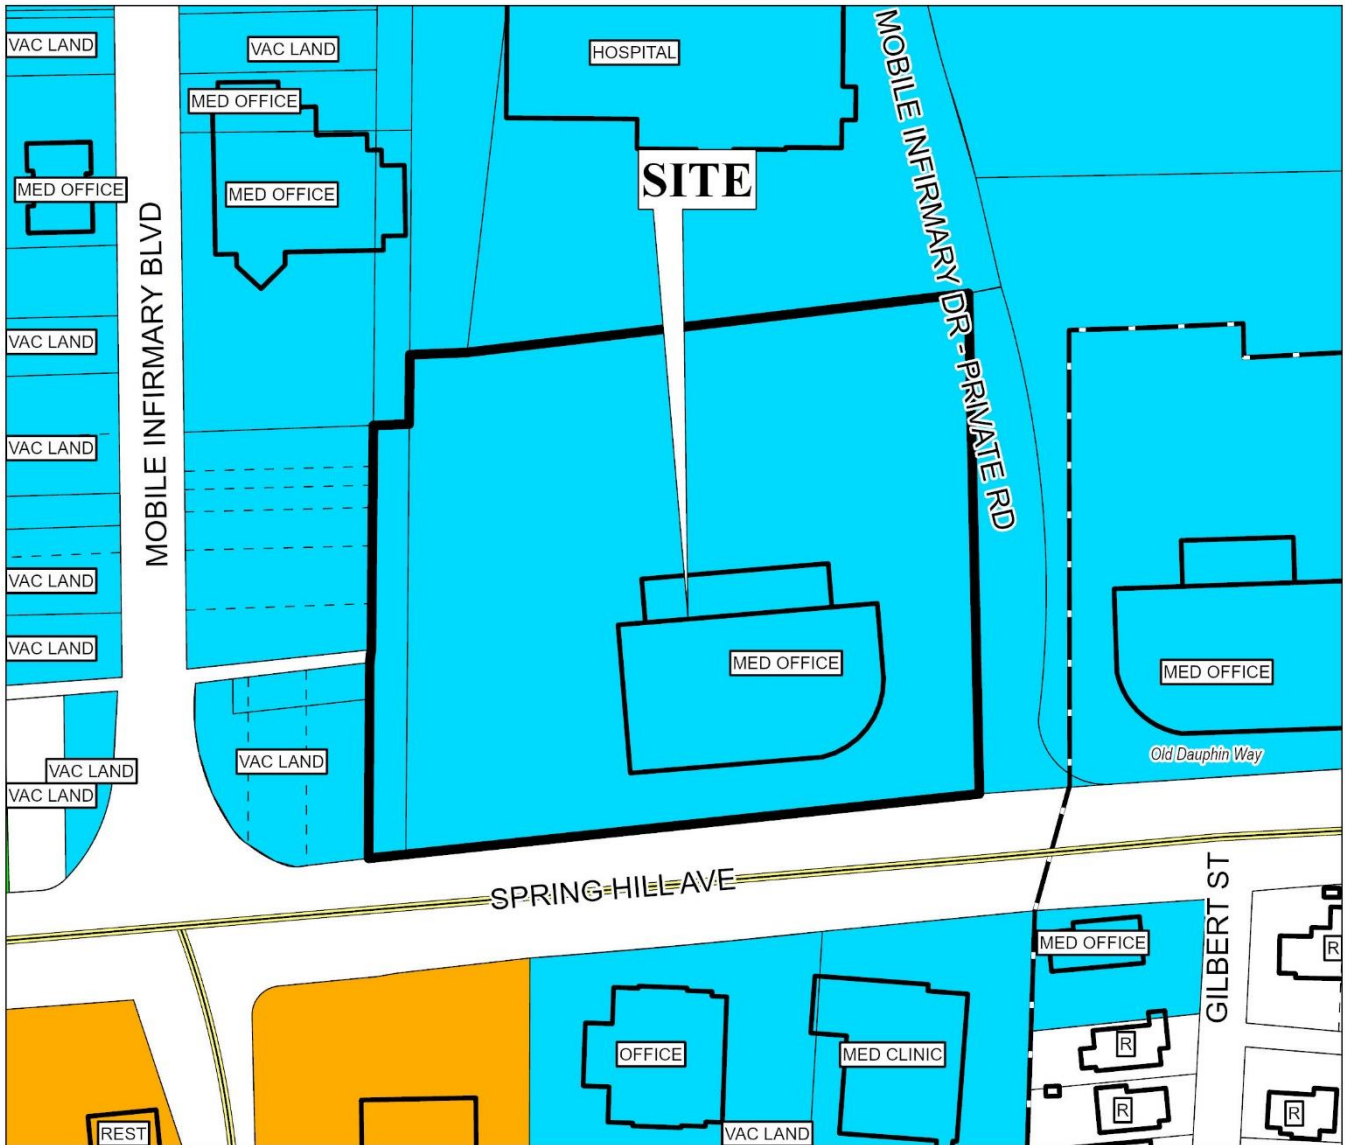 VAC LAND
VAC LAND
HOSPITAL
MED OFFICE
MOBILE INFIRMARY DR - PRIVATE RD
SITE
MED OFFICE
MED OFFICE
MOBILE INFIRMARY BLVD
VAC LAND
VAC LAND
VAC LAND
VAC LAND
MED OFFICE
MED OFFICE
Old Dauphin Way
VAC LAND
VAC LAND
VAC LAND
SPRING HILL AVE
GILBERT ST
MED OFFICE
R
OFFICE
MED CLINIC
R
R
R
REST
VAC LAND